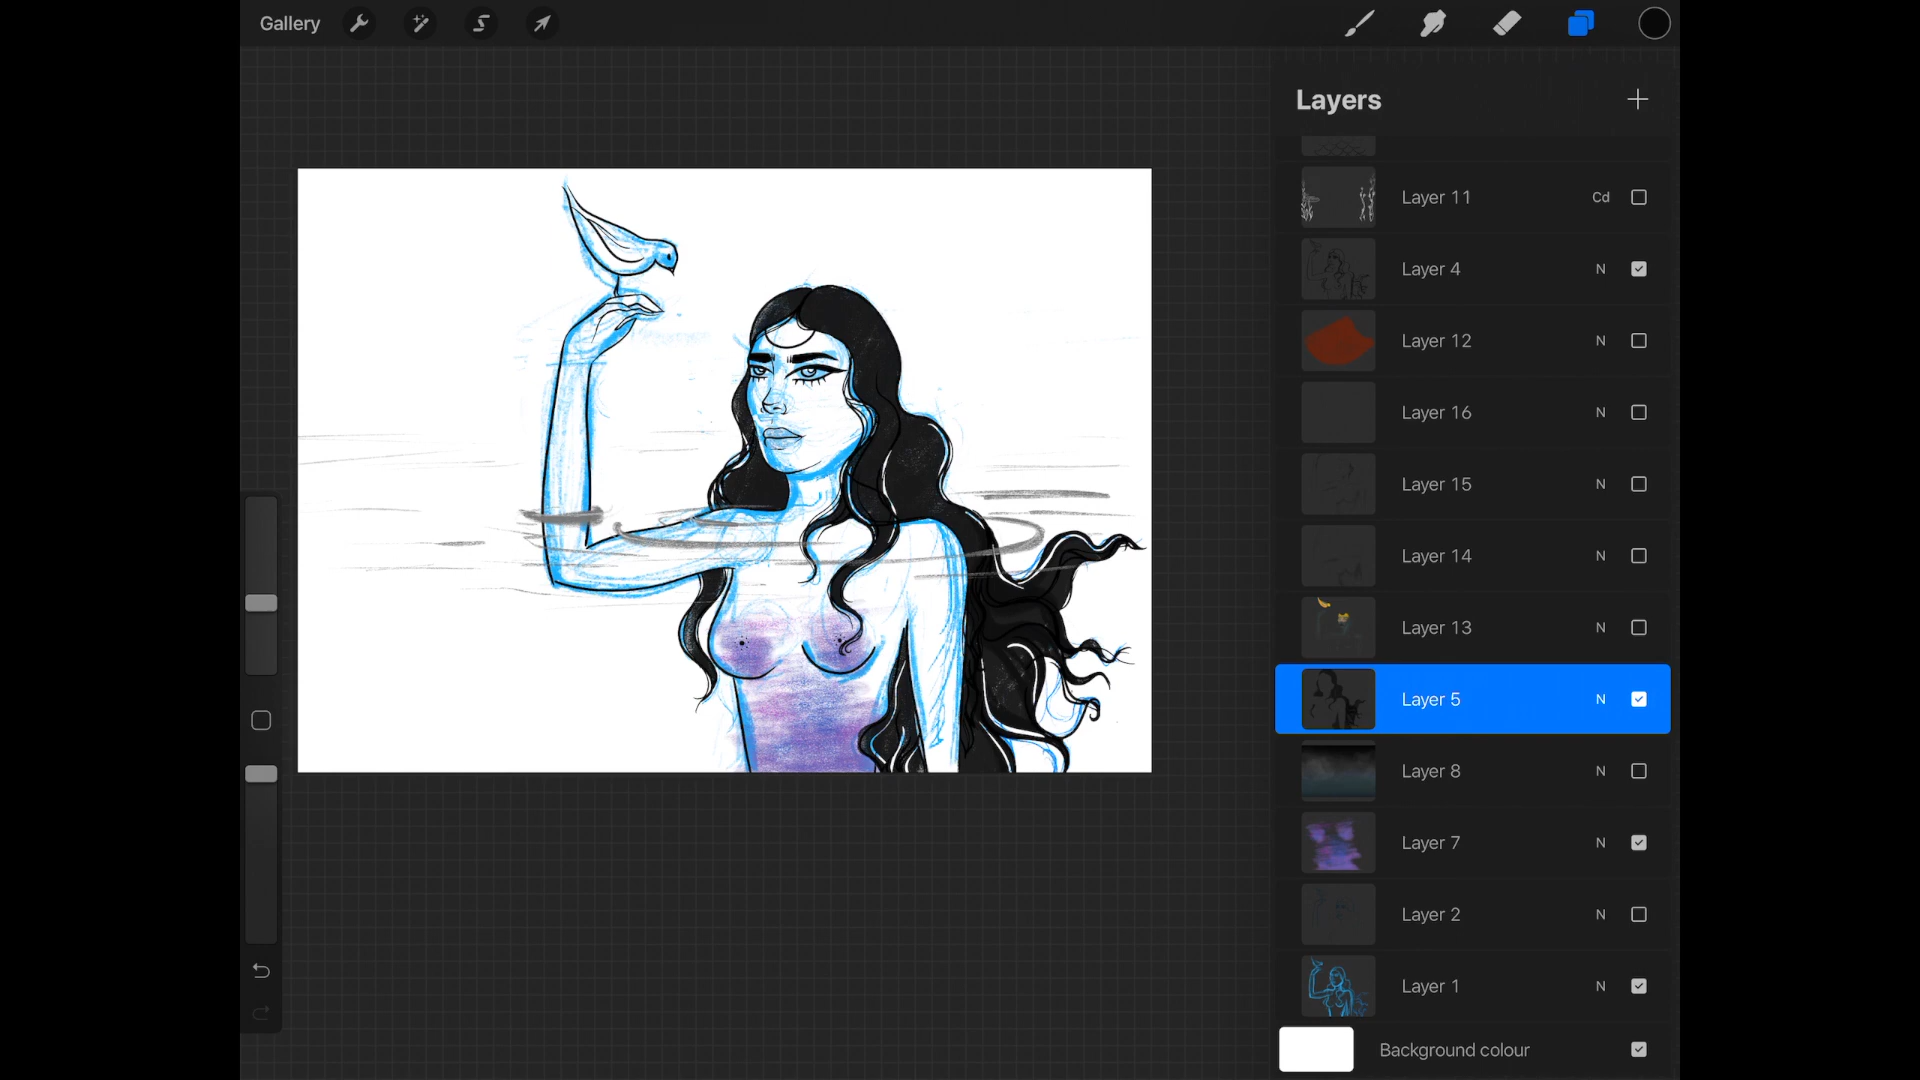 Gallery
Layers
Layer 11 Cd
Layer 4 N
Layer 12 N
Layer 16 N
Layer 15 N
Layer 14 N
Layer 13 N
Layer 5 N
Layer 8 N
Layer 7 N
Layer 2 N
Layer 1 N
Background colour